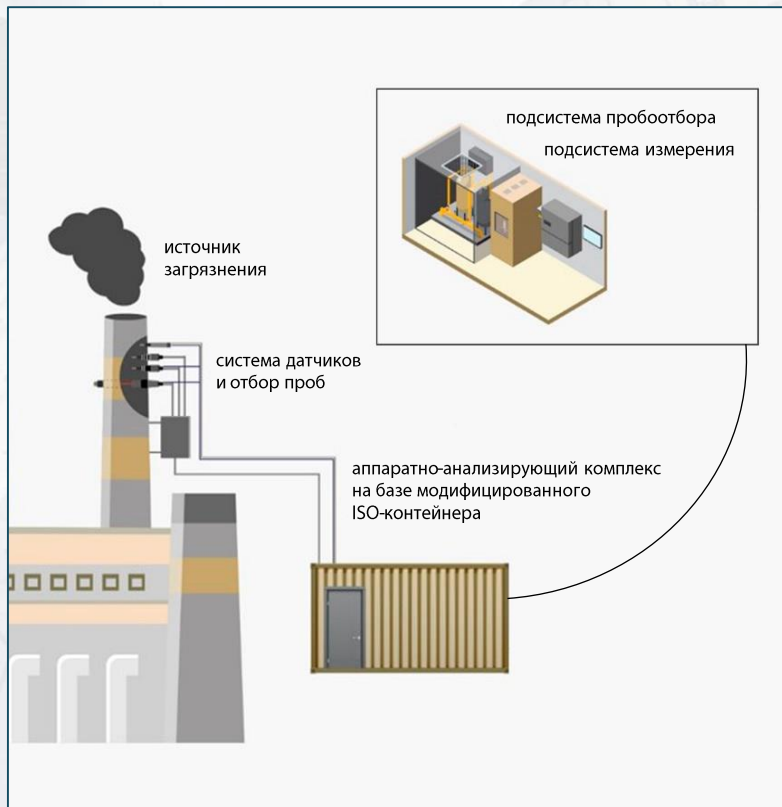 подсистема пробоотбора
подсистема измерения
источник
загрязнения
система датчиков
и отбор проб
аппаратно-анализирующий комплекс
на базе модифицированного
ISO-контейнера